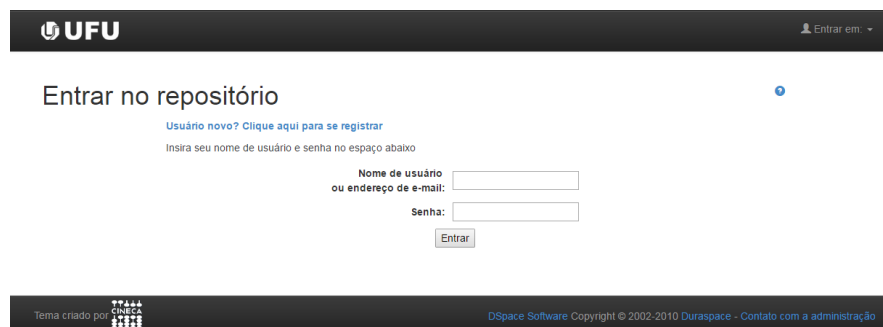 UFU
Entrar em:
Entrar no repositório
Usuário novo? Clique aqui para se registrar
Insira seu nome de usuário e senha no espaço abaixo
Nome de usuário
ou endereço de e-mail:
Senha:
Entrar
Tema criado por CINECA
DSpace Software Copyright © 2002-2010 Duraspace - Contato com a administração